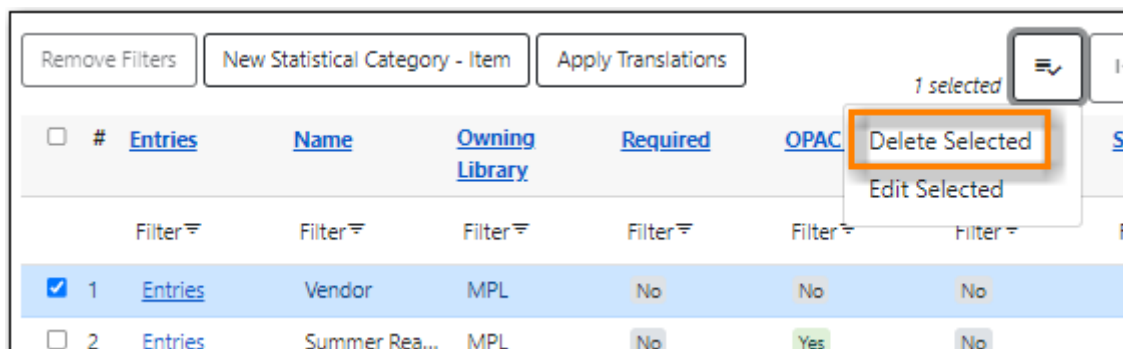 Remove Filters New Statistical Category - Item Apply Translations
1 selected
# Entries Name Owning Library Required OPAC
Delete Selected
Edit Selected
Filter Filter Filter Filter Filter Filter
1 Entries Vendor MPL No No No
2 Entries Summer Rea... MPL No Yes No